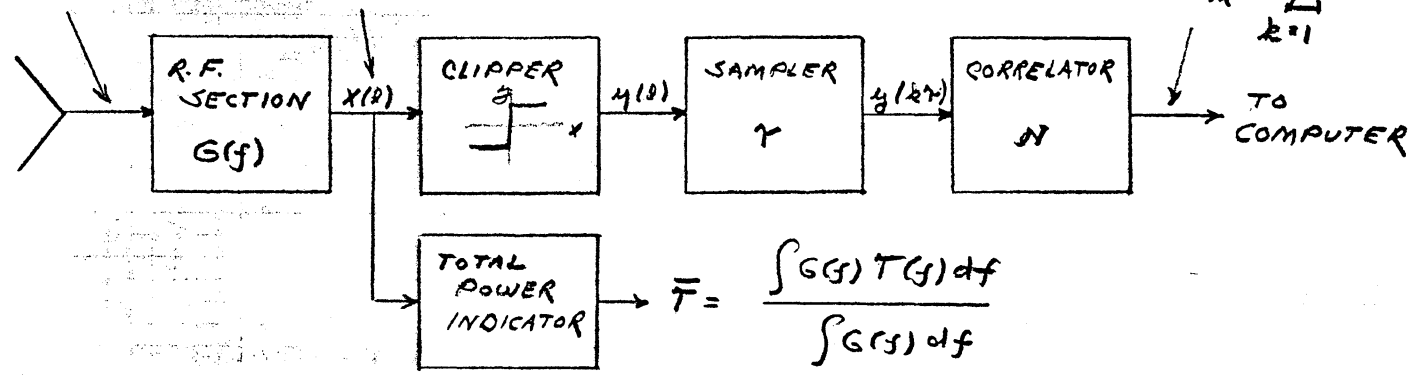 Σ
k=1
R.F.
SECTION
G(f)
X(t)
CLIPPER
y
x
y(t)
SAMPLER
τ
y(kτ)
CORRELATOR
N
TO
COMPUTER
TOTAL
POWER
INDICATOR
T̅ = ∫G(f) T(f) df
∫G(f) df